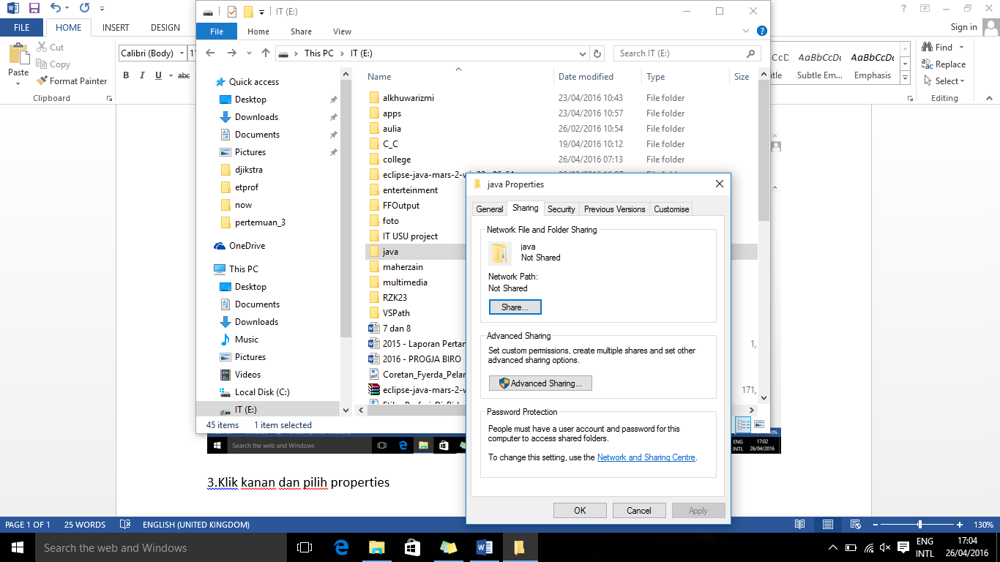 IT (E:)
FILE HOME INSERT DESIGN
File Home Share View
Sign in
Cut
Copy
Format Painter
Paste
Clipboard
Calibri (Body)
This PC IT (E:)
Search IT (E:)
AaBbCcDc AaBbCcDc
Subtle Em... Emphasis
Find
Replace
Select
Editing
Quick access
Desktop
Downloads
Documents
Pictures
djikstra
etprof
now
pertemuan_3
OneDrive
This PC
Desktop
Documents
Downloads
Music
Pictures
Videos
Local Disk (C:)
IT (E:)
Name Date modified Type Size
alkhuwarizmi 23/04/2016 10:43 File folder
apps 23/04/2016 10:57 File folder
aulia 26/02/2016 10:54 File folder
C_C 19/04/2016 10:12 File folder
college 26/04/2016 07:13 File folder
eclipse-java-mars-2-
enterteinment
FFOutput
foto
IT USU project
java
maherzain
multimedia
RZK23
VSPath
7 dan 8
2015 - Laporan Pertan 1,
2016 - PROGJA BIRO
Coretan_Fyerda_Pelar
eclipse-java-mars-2-w 171,
45 items 1 item selected
java Properties
General Sharing Security Previous Versions Customise
Network File and Folder Sharing
java
Not Shared
Network Path:
Not Shared
Share...
Advanced Sharing
Set custom permissions, create multiple shares and set other
advanced sharing options.
Advanced Sharing...
Password Protection
People must have a user account and password for this
computer to access shared folders.
To change this setting, use the Network and Sharing Centre.
OK Cancel Apply
Search the web and Windows
ENG 17:02
INTL 26/04/2016
3.Klik kanan dan pilih properties
PAGE 1 OF 1 25 WORDS ENGLISH (UNITED KINGDOM) 130%
Search the web and Windows
ENG 17:04
INTL 26/04/2016